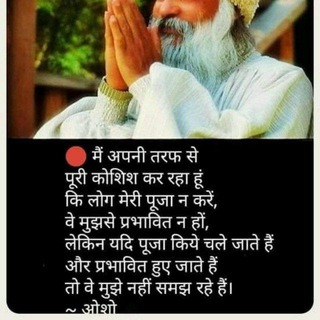 🔴 मैं अपनी तरफ से
पूरी कोशिश कर रहा हूं
कि लोग मेरी पूजा न करें,
वे मुझसे प्रभावित न हों,
लेकिन यदि पूजा किये चले जाते हैं
और प्रभावित हुए जाते हैं
तो वे मुझे नहीं समझ रहे हैं।
~ ओशो